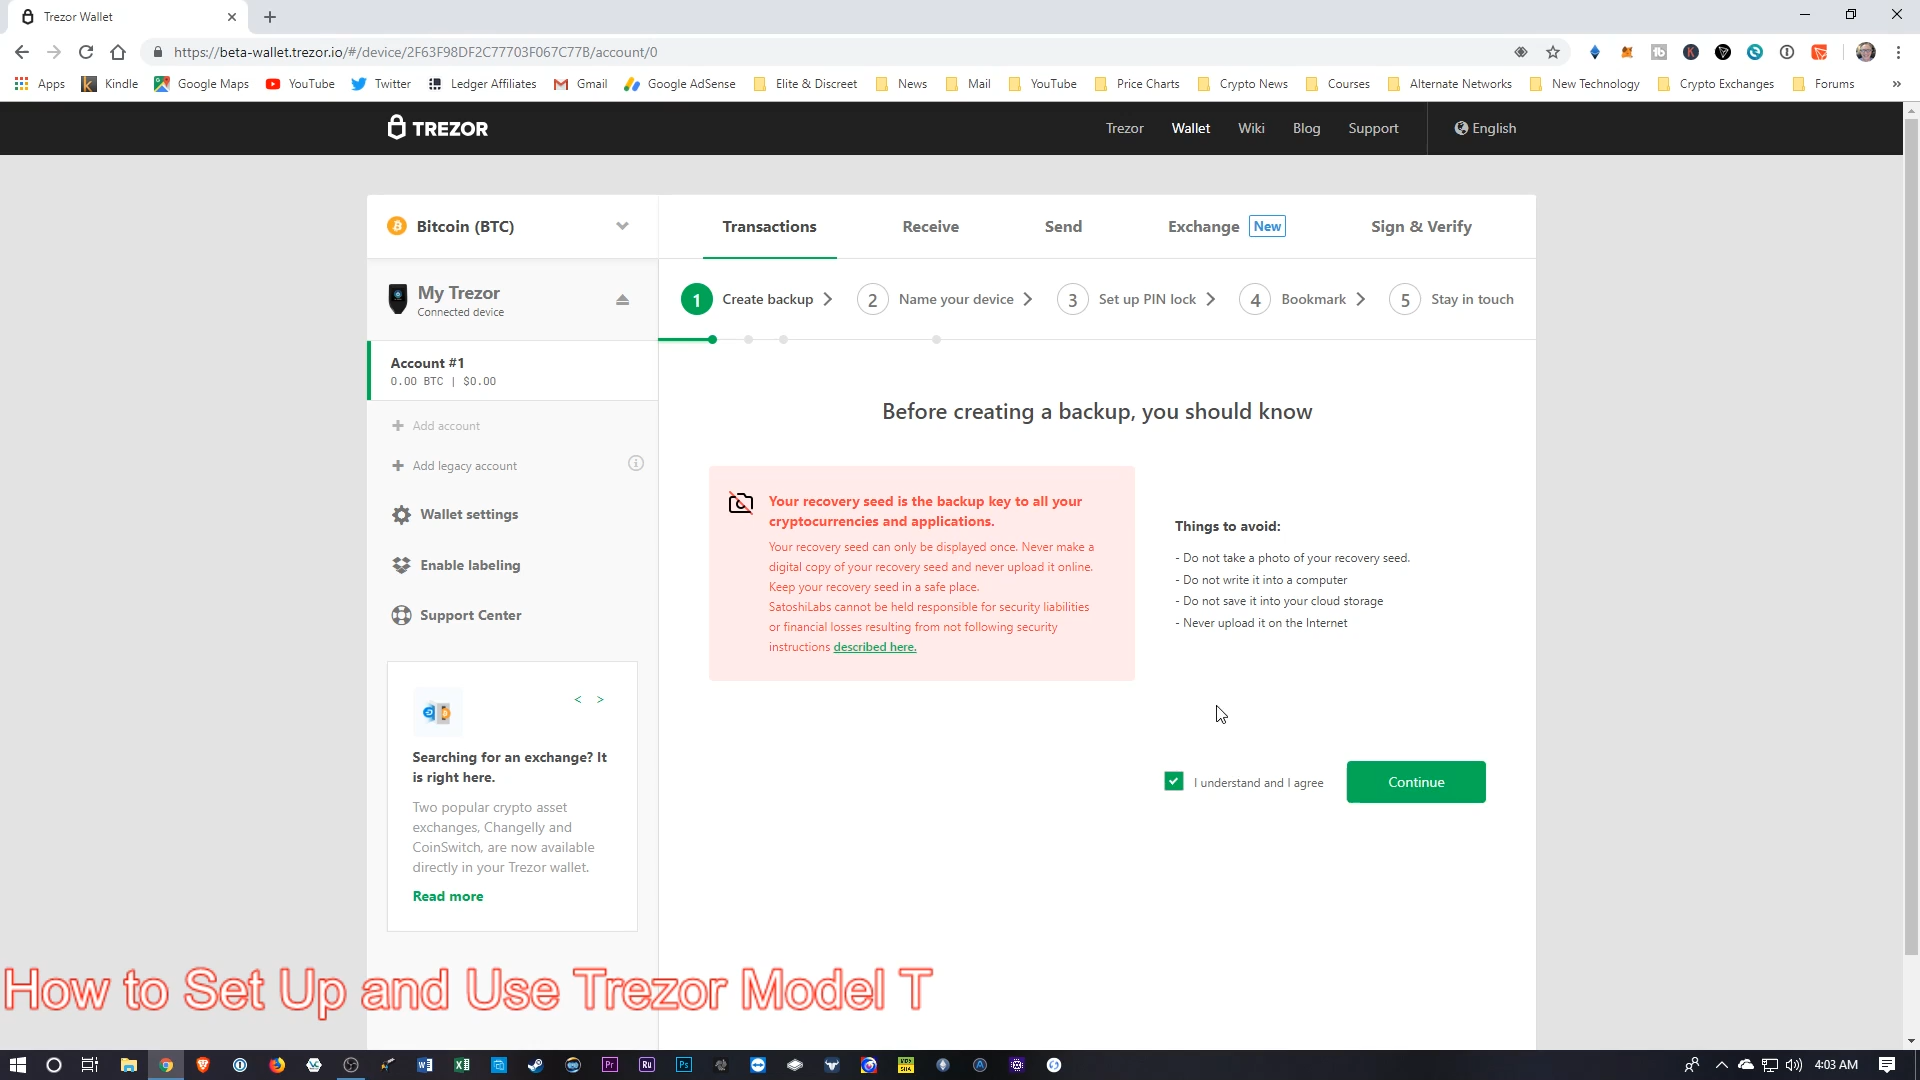 Trezor Wallet
https://beta-wallet.trezor.io/#/device/2F63F98DF2C77703F067C77B/account/0
Apps Kindle Google Maps YouTube Twitter Ledger Affiliates Gmail Google AdSense Elite & Discreet News Mail YouTube Price Charts Crypto News Courses Alternate Networks New Technology Crypto Exchanges Forums »
TREZOR Trezor Wallet Wiki Blog Support English
Bitcoin (BTC) Transactions Receive Send Exchange New Sign & Verify
My Trezor
Connected device
1 Create backup 2 Name your device 3 Set up PIN lock 4 Bookmark 5 Stay in touch
Account #1
0.00 BTC | $0.00
Add account
Add legacy account
Wallet settings
Enable labeling
Support Center
< >
Searching for an exchange? It
is right here.
Two popular crypto asset
exchanges, Changelly and
CoinSwitch, are now available
directly in your Trezor wallet.
Read more
Before creating a backup, you should know
Your recovery seed is the backup key to all your
cryptocurrencies and applications.
Your recovery seed can only be displayed once. Never make a
digital copy of your recovery seed and never upload it online.
Keep your recovery seed in a safe place.
SatoshiLabs cannot be held responsible for security liabilities
or financial losses resulting from not following security
instructions described here.
Things to avoid:
- Do not take a photo of your recovery seed.
- Do not write it into a computer
- Do not save it into your cloud storage
- Never upload it on the Internet
I understand and I agree
Continue
How to Set Up and Use Trezor Model T
4:03 AM